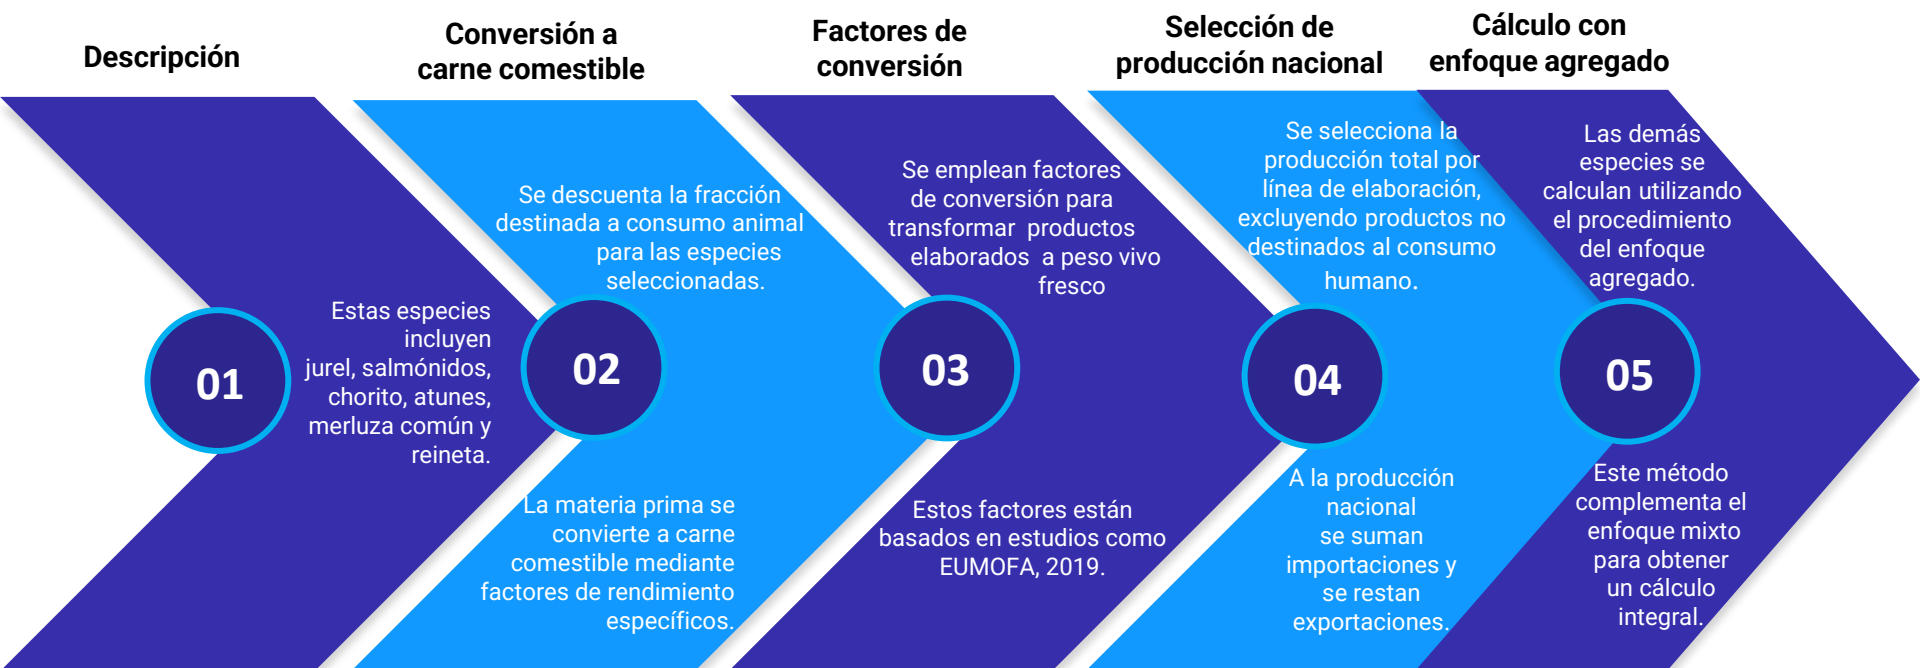 Descripción
01
Estas especies
incluyen
jurel, salmónidos,
chorito, atunes,
merluza común y
reineta.
Conversión a
carne comestible
Se descuenta la fracción
destinada a consumo animal
para las especies
seleccionadas.
02
La materia prima se
convierte a carne
comestible mediante
factores de rendimiento
específicos.
Factores de
conversión
Se emplean factores
de conversión para
transformar productos
elaborados a peso vivo
fresco
03
Estos factores están
basados en estudios como
EUMOFA, 2019.
Selección de
producción nacional
Se selecciona la
producción total por
línea de elaboración,
excluyendo productos no
destinados al consumo
humano.
04
A la producción
nacional
se suman
importaciones y
se restan
exportaciones.
Cálculo con
enfoque agregado
Las demás
especies se
calculan utilizando
el procedimiento
del enfoque
agregado.
05
Este método
complementa el
enfoque mixto
para obtener
un cálculo
integral.